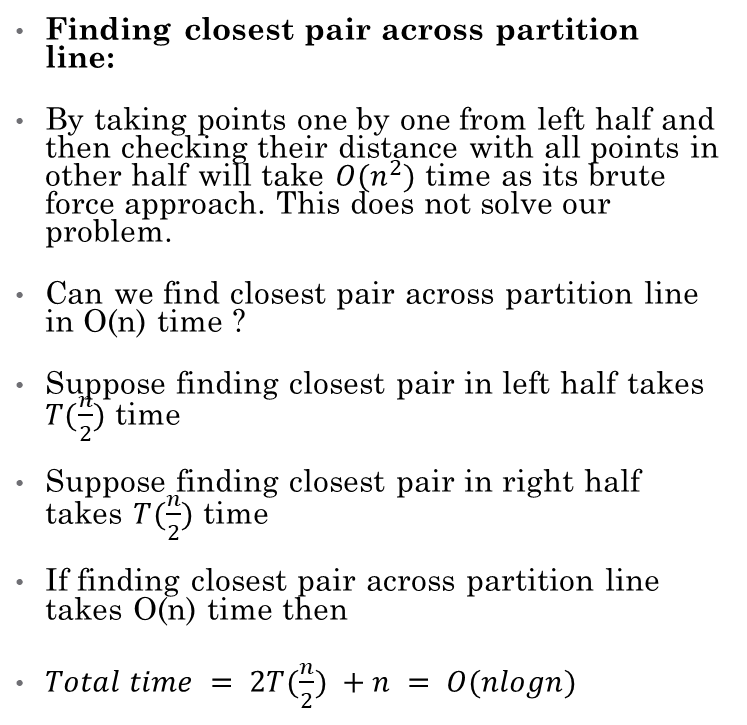 • Finding closest pair across partition
line:
• By taking points one by one from left half and
then checking their distance with all points in
other half will take O(n²) time as its brute
force approach. This does not solve our
problem.
• Can we find closest pair across partition line
in O(n) time ?
• Suppose finding closest pair in left half takes
T(n/2) time
• Suppose finding closest pair in right half
takes T(n/2) time
• If finding closest pair across partition line
takes O(n) time then
• Total time = 2T(n/2) + n = O(nlogn)